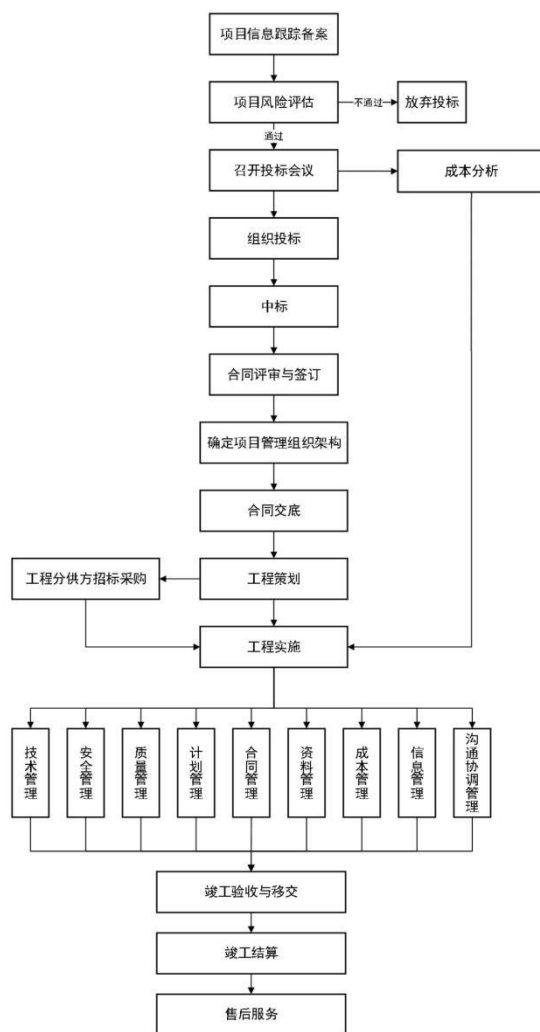 项目信息跟踪备案
项目风险评估
不通过
放弃投标
通过
召开投标会议
成本分析
组织投标
中标
合同评审与签订
确定项目管理组织架构
合同交底
工程分供方招标采购
工程策划
工程实施
技术管理
安全管理
质量管理
计划管理
合同管理
资料管理
成本管理
信息管理
沟通协调管理
竣工验收与移交
竣工结算
售后服务